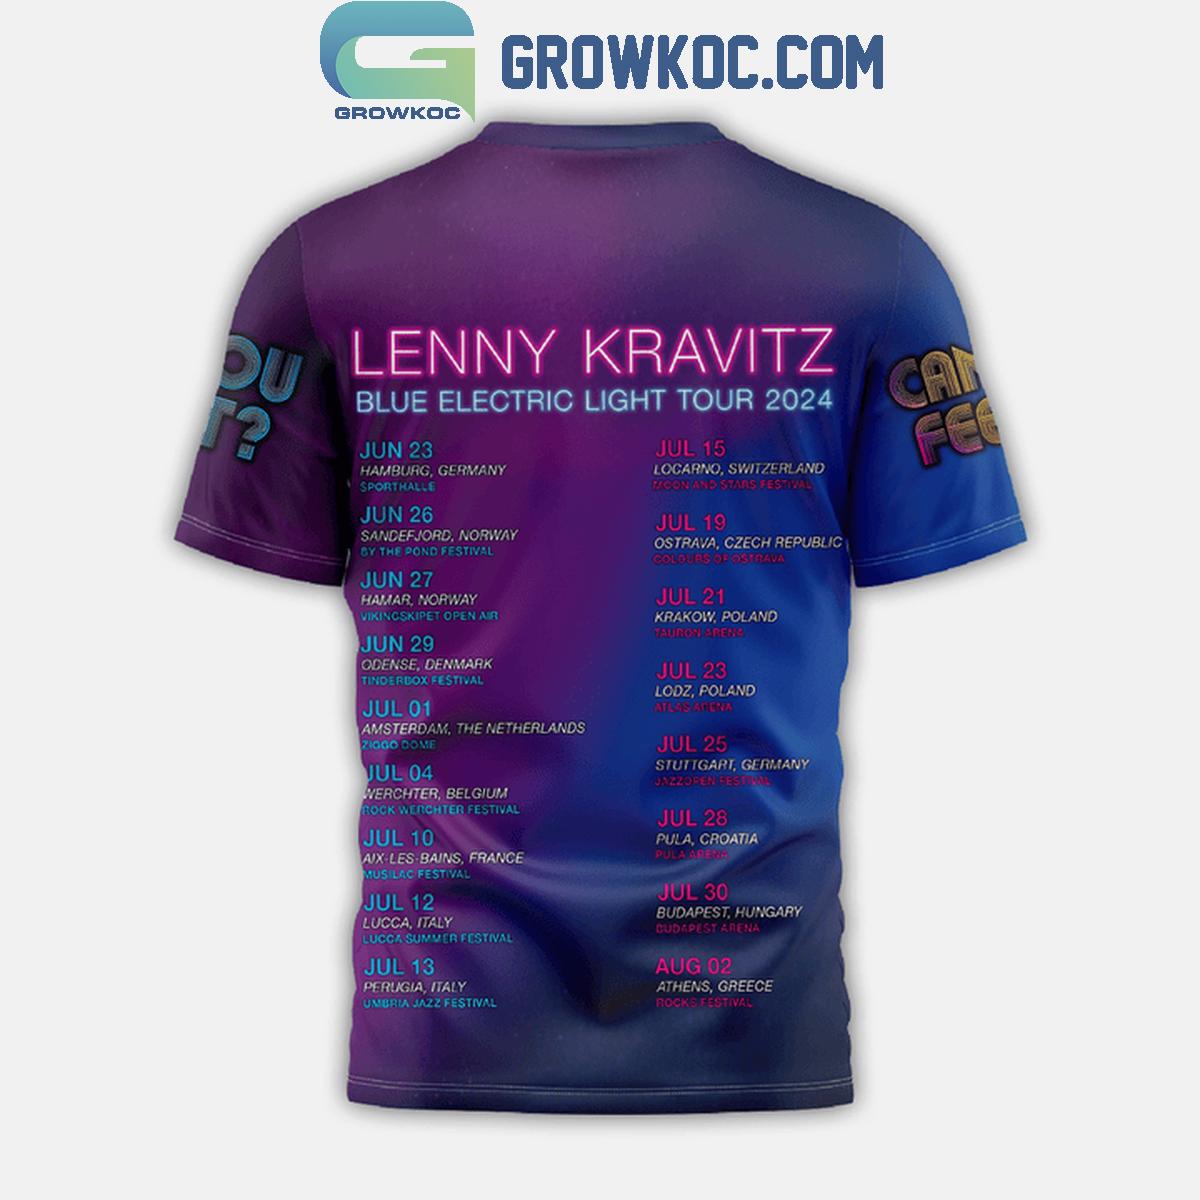 GROWKOC
GROWKOC.COM
LENNY KRAVITZ
BLUE ELECTRIC LIGHT TOUR 2024
OU
T?
CAN
FEE
JUN 23
HAMBURG, GERMANY
SPORTHALLE
JUN 26
SANDEFJORD, NORWAY
BY THE POND FESTIVAL
JUN 27
HAMAR, NORWAY
VIKINGSKIPET OPEN AIR
JUN 29
ODENSE, DENMARK
TINDERBOX FESTIVAL
JUL 01
AMSTERDAM, THE NETHERLANDS
ZIGGO DOME
JUL 04
WERCHTER, BELGIUM
ROCK WERCHTER FESTIVAL
JUL 10
AIX-LES-BAINS, FRANCE
MUSILAC FESTIVAL
JUL 12
LUCCA, ITALY
LUCCA SUMMER FESTIVAL
JUL 13
PERUGIA, ITALY
UMBRIA JAZZ FESTIVAL
JUL 15
LOCARNO, SWITZERLAND
MOON AND STARS FESTIVAL
JUL 19
OSTRAVA, CZECH REPUBLIC
COLOURS OF OSTRAVA
JUL 21
KRAKOW, POLAND
TAURON ARENA
JUL 23
LODZ, POLAND
ATLAS ARENA
JUL 25
STUTTGART, GERMANY
JAZZOPEN FESTIVAL
JUL 28
PULA, CROATIA
PULA ARENA
JUL 30
BUDAPEST, HUNGARY
BUDAPEST ARENA
AUG 02
ATHENS, GREECE
ROCKS FESTIVAL